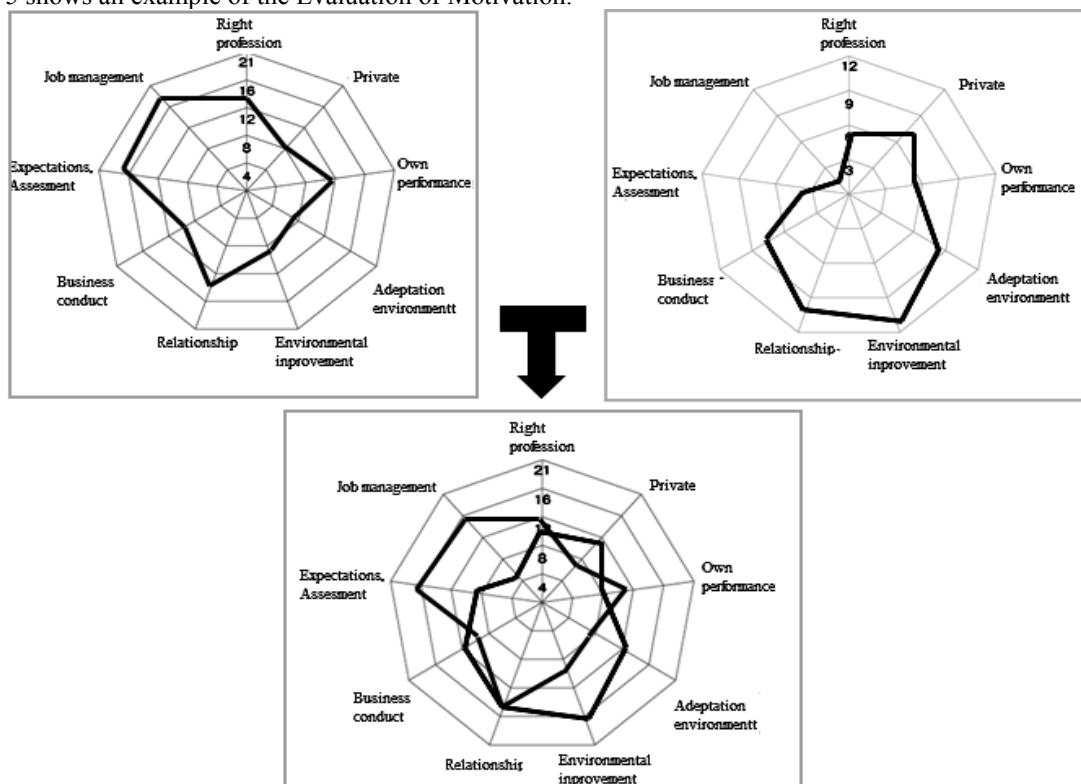 5 shows an example of the Evaluation of Motivation.
Right
profession
21
16
12
8
4
Job management
Private
Expectations,
Assesment
Own
performance
Business
conduct
Adeptation
environmentt
Relationship
Environmental
inprovement
Right
profession
12
9
6
3
Job management
Private
Expectations,
Assesment
Own
performance
Business -
conduct
Adeptation
environmentt
Relationship-
Environmental
inprovement
Right
profession
21
16
8
4
Job management
Private
Expectations,
Assesment
Own
performance
Business
conduct
Adeptation
environmentt
Relationship
Environmental
inprovement